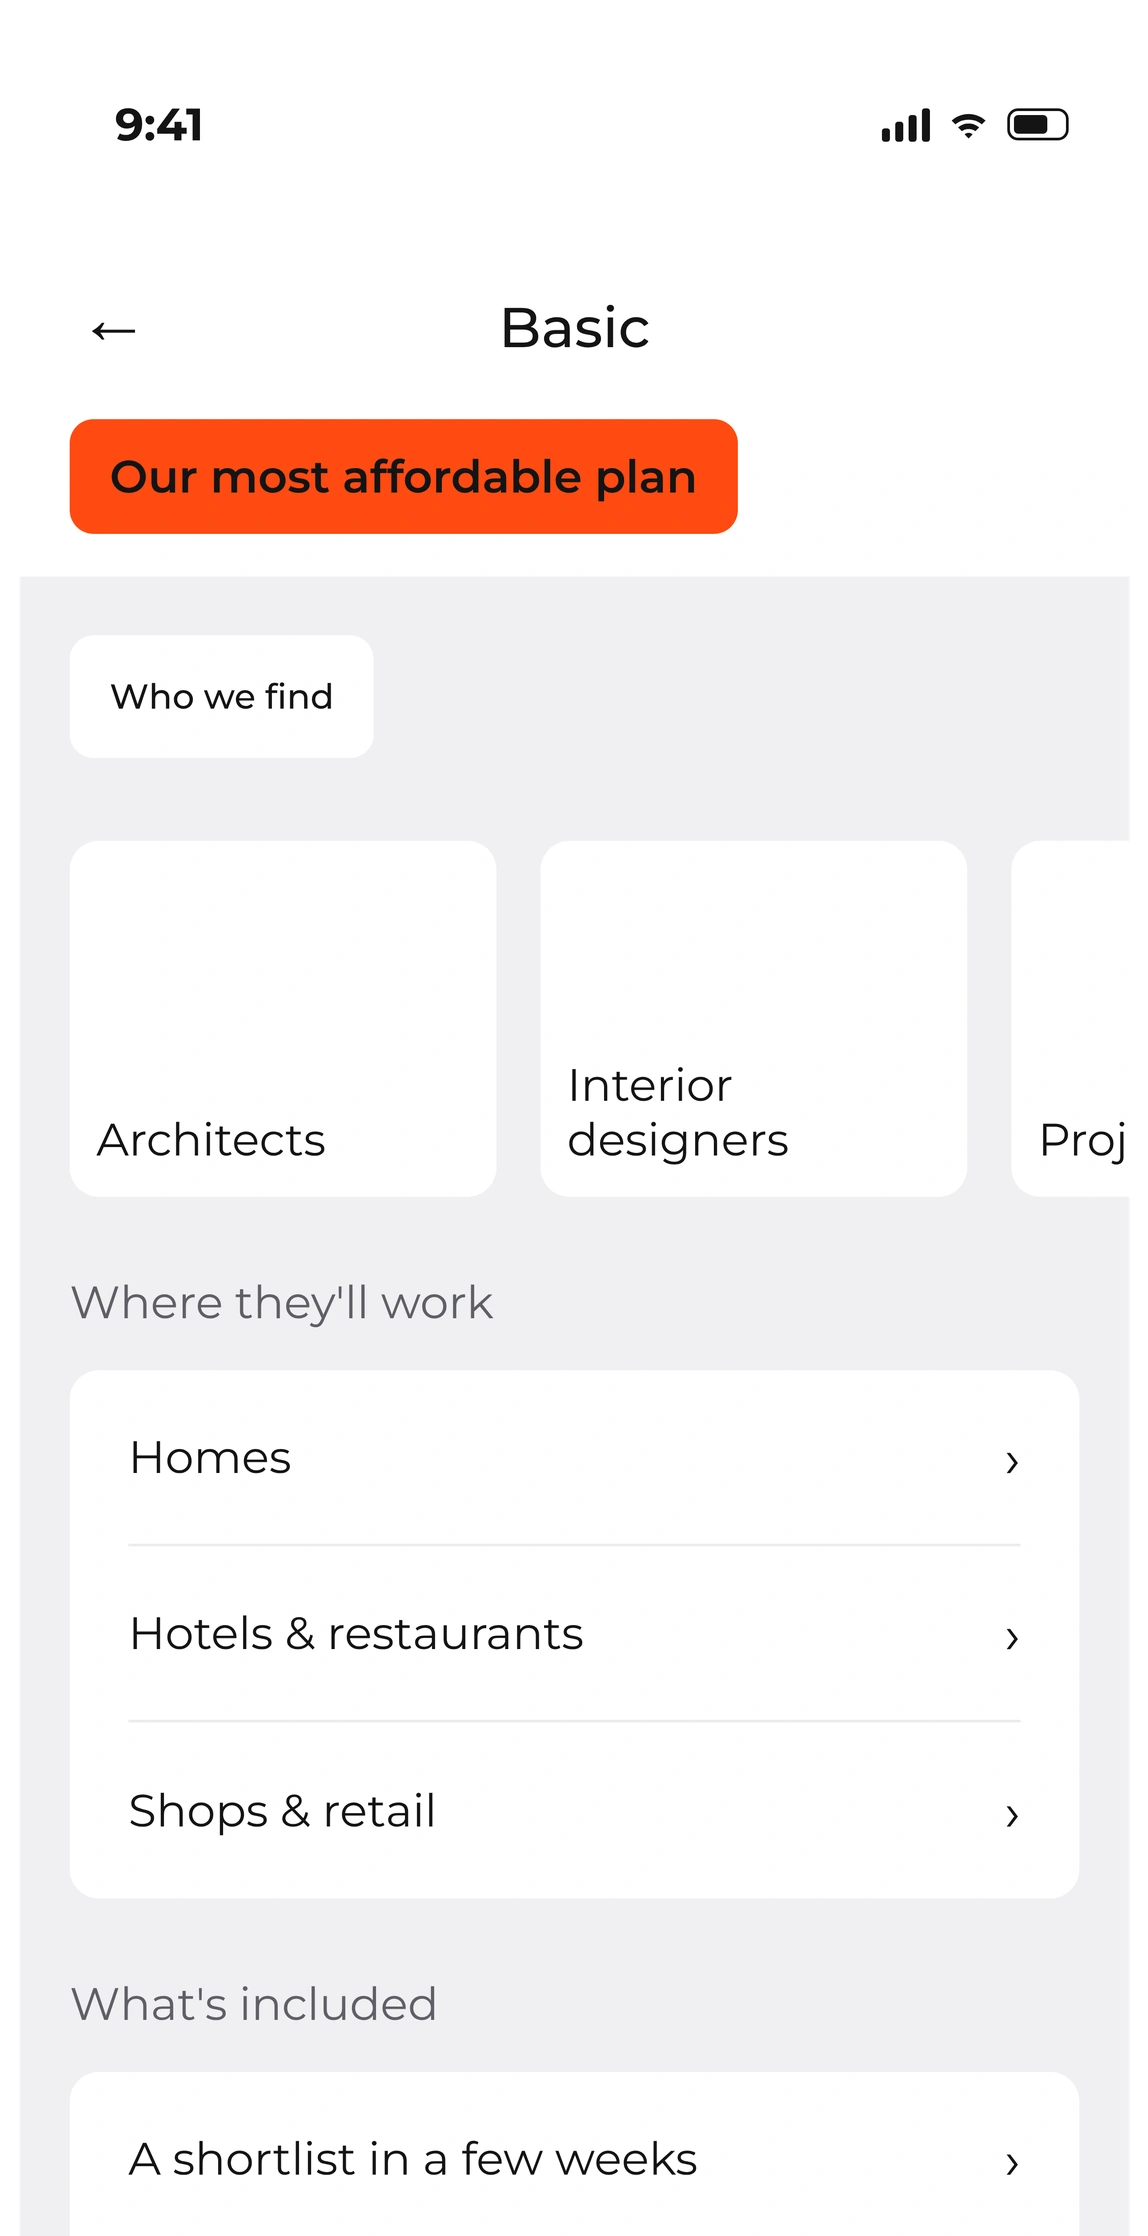 9:41
← Basic
Our most affordable plan
Who we find
Architects
Interior
designers
Proj
Where they'll work
Homes ›
Hotels & restaurants ›
Shops & retail ›
What's included
A shortlist in a few weeks ›